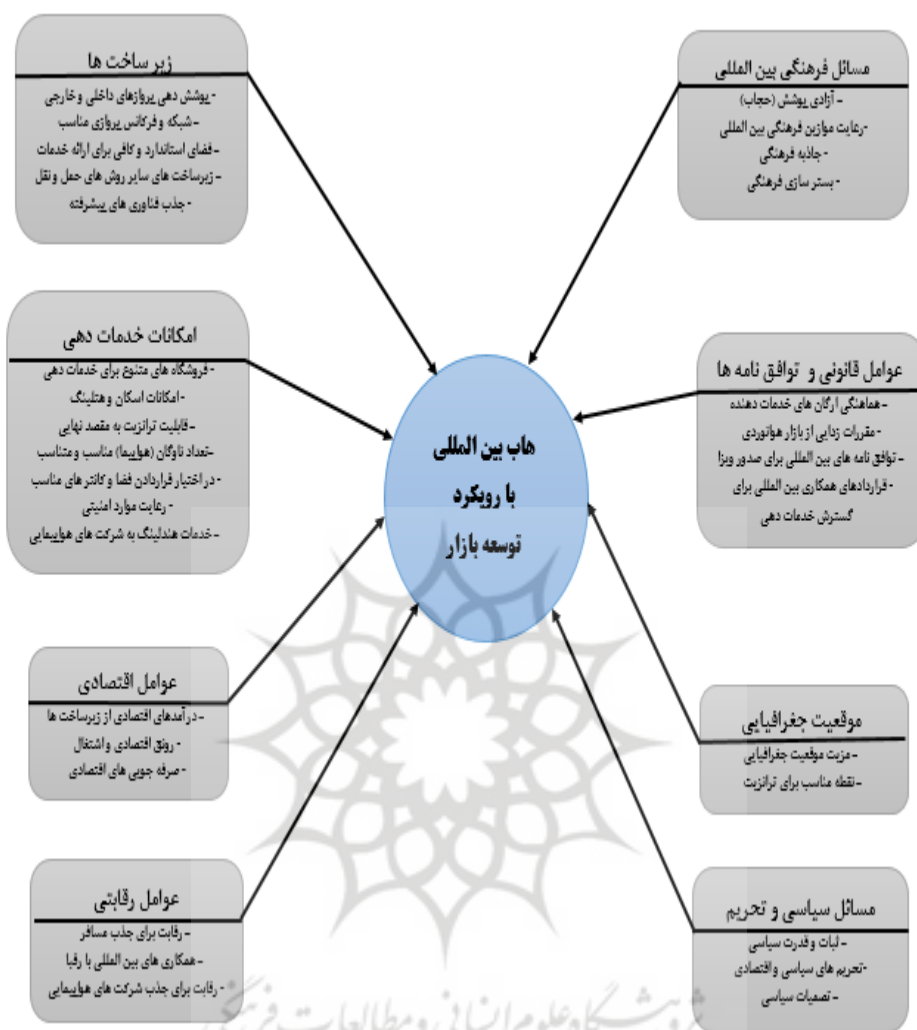 مسائل فرهنگی بین المللی
- آزادی پوشش (حجاب)
-رعایت موازین فرهنگی بین المللی
- جاذبه فرهنگی
- بستر سازی فرهنگی
زیر ساخت ها
- پوشش دهی پروازهای داخلی و خارجی
- شبکه و فرکانس پروازی مناسب
- فضای استاندارد و کافی برای ارائه خدمات
- زیرساخت های سایر روش های حمل و نقل
- جذب فناوری های پیشرفته
عوامل قانونی و توافق نامه ها
-هماهنگی ارگان های خدمات دهنده
- مقررات زدایی از بازار هوانوردی
- توافق نامه های بین المللی برای صدور ویزا
- قراردادهای همکاری بین المللی برای
گسترش خدمات دهی
امکانات خدمات دهی
- فروشگاه های متنوع برای خدمات دهی
-امکانات اسکان و هتلینگ
- قابلیت ترانزیت به مقصد نهایی
-تعداد ناوگان (هواپیما) مناسب و متناسب
- در اختیار قراردادن فضا و کانتر های مناسب
- رعایت موارد امنیتی
- خدمات هندلینگ به شرکت های هواپیمایی
هاب بین المللی
با رویکرد
توسعه بازار
موقعیت جغرافیایی
- مزیت موقعیت جغرافیایی
-نقطه مناسب برای ترانزیت
عوامل اقتصادی
- درآمدهای اقتصادی از زیرساخت ها
- رونق اقتصادی و اشتغال
- صرفه جویی های اقتصادی
مسائل سیاسی و تحریم
- ثبات و قدرت سیاسی
-تحریم های سیاسی و اقتصادی
- تصمیات سیاسی
عوامل رقابتی
- رقابت برای جذب مسافر
- همکاری های بین المللی با رقبا
- رقابت برای جذب شرکت های هواپیمایی
پژوهشگاه علوم انسانی و مطالعات فرهنگی